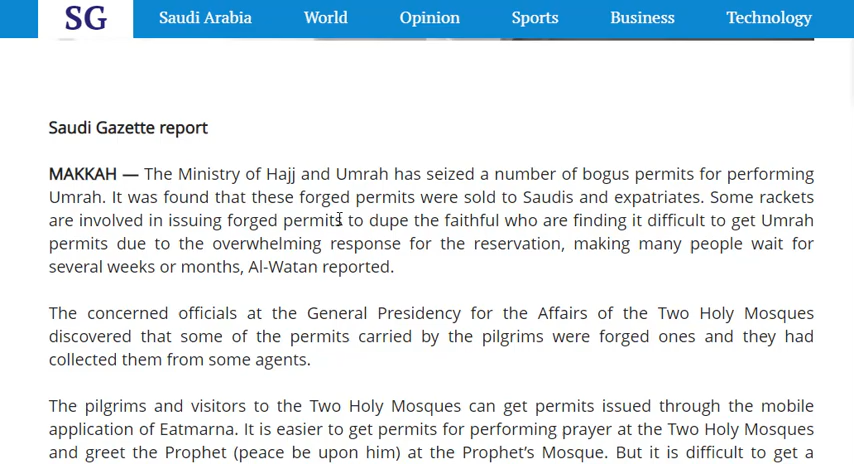 SG Saudi Arabia World Opinion Sports Business Technology
Saudi Gazette report
MAKKAH — The Ministry of Hajj and Umrah has seized a number of bogus permits for performing
Umrah. It was found that these forged permits were sold to Saudis and expatriates. Some rackets
are involved in issuing forged permits to dupe the faithful who are finding it difficult to get Umrah
permits due to the overwhelming response for the reservation, making many people wait for
several weeks or months, Al-Watan reported.
The concerned officials at the General Presidency for the Affairs of the Two Holy Mosques
discovered that some of the permits carried by the pilgrims were forged ones and they had
collected them from some agents.
The pilgrims and visitors to the Two Holy Mosques can get permits issued through the mobile
application of Eatmarna. It is easier to get permits for performing prayer at the Two Holy Mosques
and greet the Prophet (peace be upon him) at the Prophet’s Mosque. But it is difficult to get a